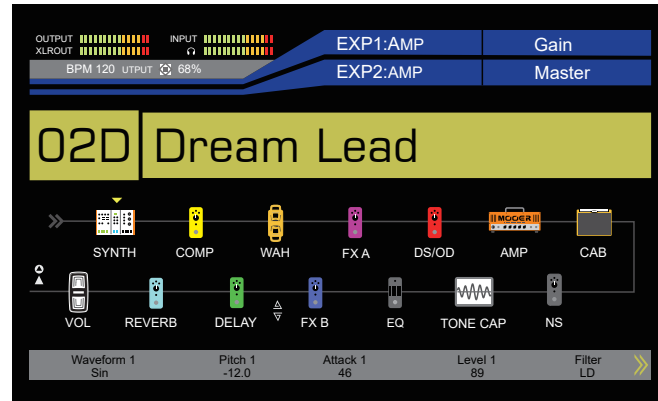 OUTPUT INPUT EXP1:AMP Gain
XLROUT
BPM 120 UTPUT 68% EXP2:AMP Master
02D Dream Lead
MOOER
SYNTH COMP WAH FX A DS/OD AMP CAB
VOL REVERB DELAY FX B EQ TONE CAP NS
Waveform 1 Pitch 1 Attack 1 Level 1 Filter
Sin -12.0 46 89 LD